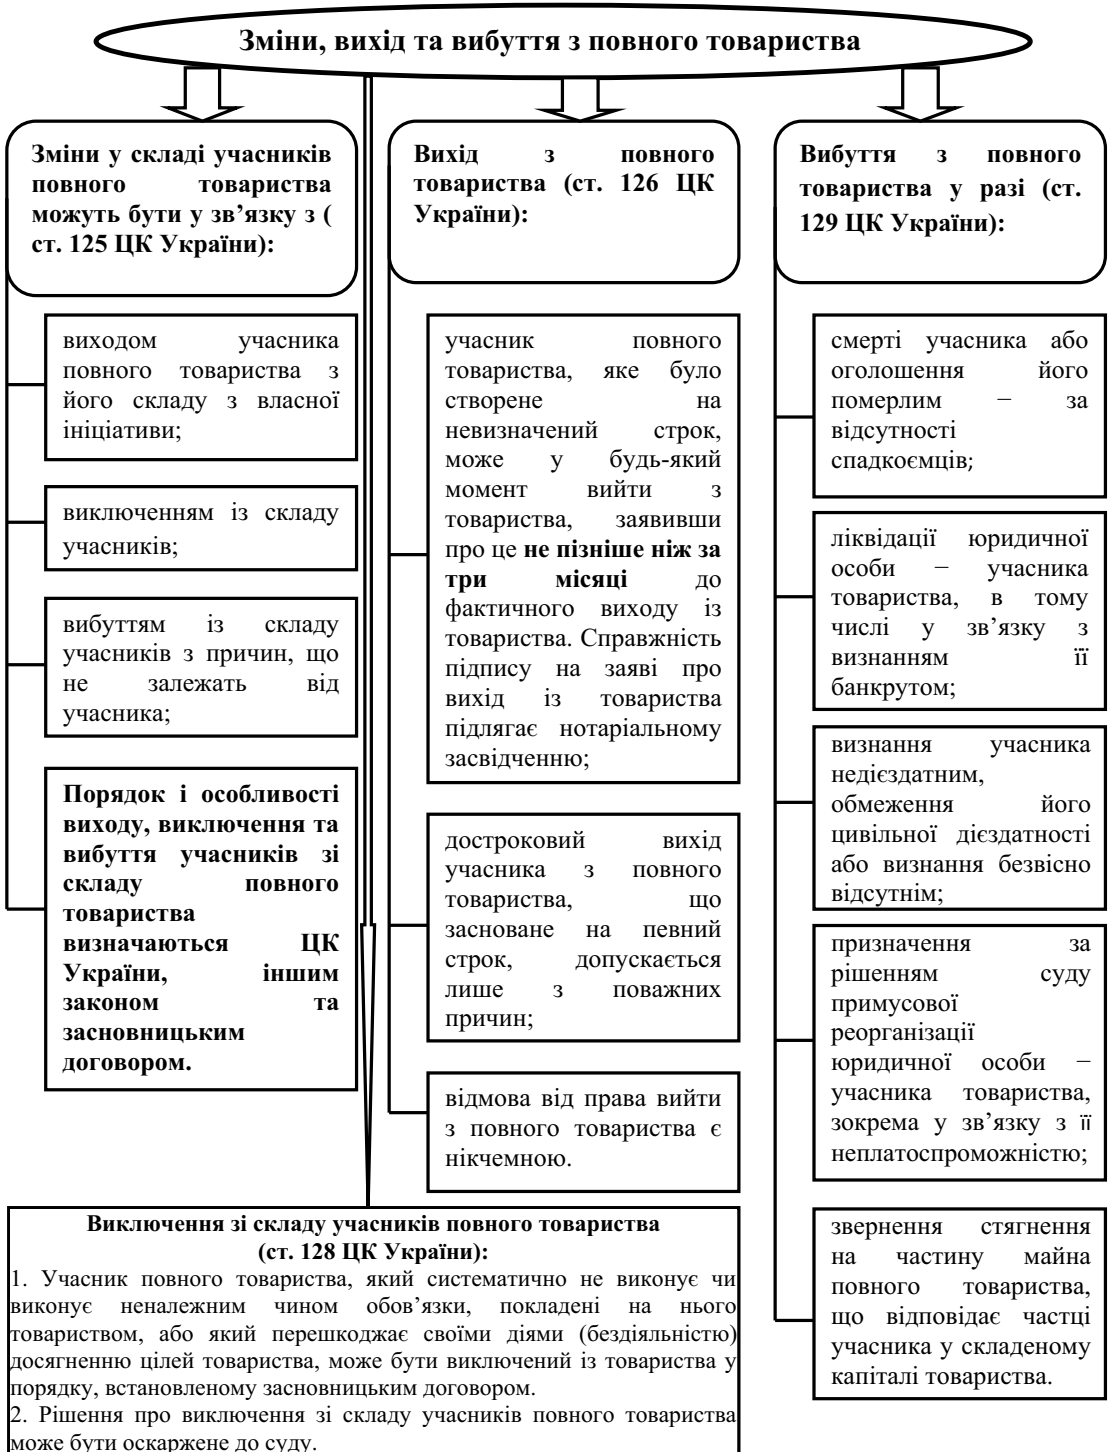 Зміни, вихід та вибуття з повного товариства
Зміни у складі учасників
повного товариства
можуть бути у зв’язку з (
ст. 125 ЦК України):
виходом учасника
повного товариства з
його складу з власної
ініціативи;
виключенням із складу
учасників;
вибуттям із складу
учасників з причин, що
не залежать від
учасника;
Порядок і особливості
виходу, виключення та
вибуття учасників зі
складу повного
товариства
визначаються ЦК
України, іншим
законом та
засновницьким
договором.
Вихід з повного
товариства (ст. 126 ЦК
України):
учасник повного
товариства, яке було
створене на
невизначений строк,
може у будь-який
момент вийти з
товариства, заявивши
про це не пізніше ніж за
три місяці до
фактичного виходу із
товариства. Справжність
підпису на заяві про
вихід із товариства
підлягає нотаріальному
засвідченню;
достроковий вихід
учасника з повного
товариства, що
засноване на певний
строк, допускається
лише з поважних
причин;
відмова від права вийти
з повного товариства є
нікчемною.
Вибуття з повного
товариства у разі (ст.
129 ЦК України):
смерті учасника або
оголошення його
померлим − за
відсутності
спадкоємців;
ліквідації юридичної
особи − учасника
товариства, в тому
числі у зв’язку з
визнанням її
банкрутом;
визнання учасника
недієздатним,
обмеження його
цивільної дієздатності
або визнання безвісно
відсутнім;
призначення за
рішенням суду
примусової
реорганізації
юридичної особи −
учасника товариства,
зокрема у зв’язку з її
неплатоспроможністю;
звернення стягнення
на частину майна
повного товариства,
що відповідає частці
учасника у складеному
капіталі товариства.
Виключення зі складу учасників повного товариства
(ст. 128 ЦК України):
1. Учасник повного товариства, який систематично не виконує чи
виконує неналежним чином обов’язки, покладені на нього
товариством, або який перешкоджає своїми діями (бездіяльністю)
досягненню цілей товариства, може бути виключений із товариства у
порядку, встановленому засновницьким договором.
2. Рішення про виключення зі складу учасників повного товариства
може бути оскаржене до суду.